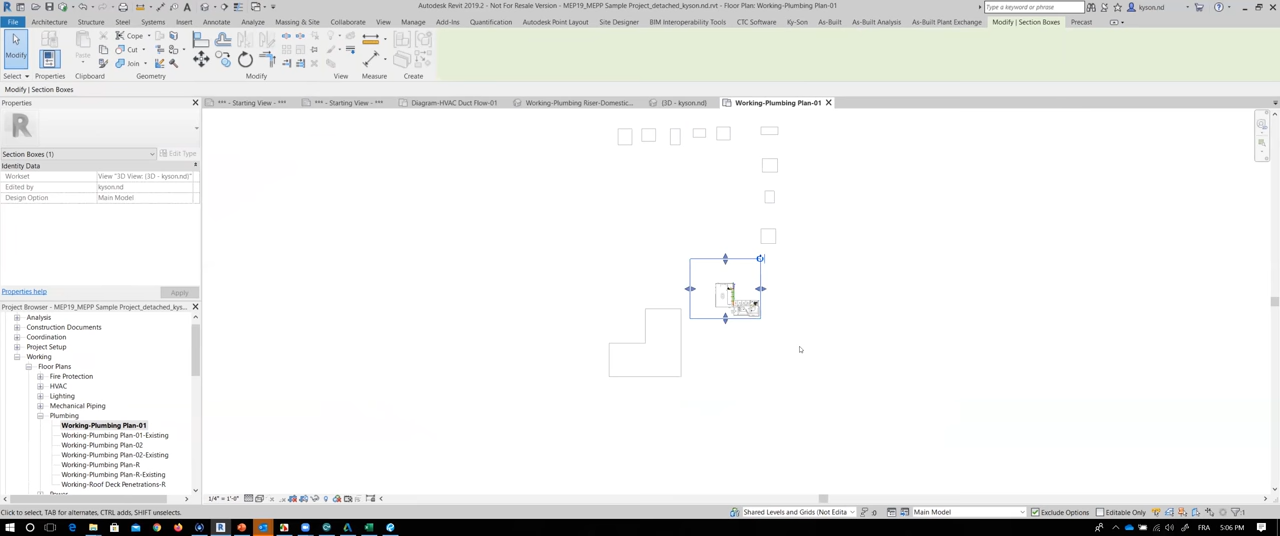 Autodesk Revit 2019.2 - Not For Resale Version - MEP19_MEPP Sample Project_detached_kyson.nd.rvt - Floor Plan: Working-Plumbing Plan-01
Type a keyword or phrase
kyson.nd
File Architecture Structure Steel Systems Insert Annotate Analyze Massing & Site Collaborate View Manage Add-Ins Quantification Autodesk Point Layout Site Designer BIM Interoperability Tools CTC Software Ky-Son As-Built As-Built Analysis As-Built Plant Exchange Modify | Section Boxes Precast
Modify Paste Cope Cut Join
Select Properties Clipboard Geometry Modify View Measure Create
Modify | Section Boxes
Properties
*** - Starting View - *** *** - Starting View - *** Diagram-HVAC Duct Flow-01 Working-Plumbing Riser-Domestic... (3D - kyson.nd) Working-Plumbing Plan-01
R
Section Boxes (1) Edit Type
Identity Data
Workset View "3D View: (3D - kyson.nd)"
Edited by kyson.nd
Design Option Main Model
Properties help Apply
Project Browser - MEP19_MEPP Sample Project_detached_kys...
Analysis
Construction Documents
Coordination
Project Setup
Working
Floor Plans
Fire Protection
HVAC
Lighting
Mechanical Piping
Plumbing
Working-Plumbing Plan-01
Working-Plumbing Plan-01-Existing
Working-Plumbing Plan-02
Working-Plumbing Plan-02-Existing
Working-Plumbing Plan-R
Working-Plumbing Plan-R-Existing
Working-Roof Deck Penetrations-R
Power
1/4" = 1'-0"
Click to select, TAB for alternates, CTRL adds, SHIFT unselects.
Shared Levels and Grids (Not Edita :0 Main Model Exclude Options Editable Only :1
FRA 5:06 PM